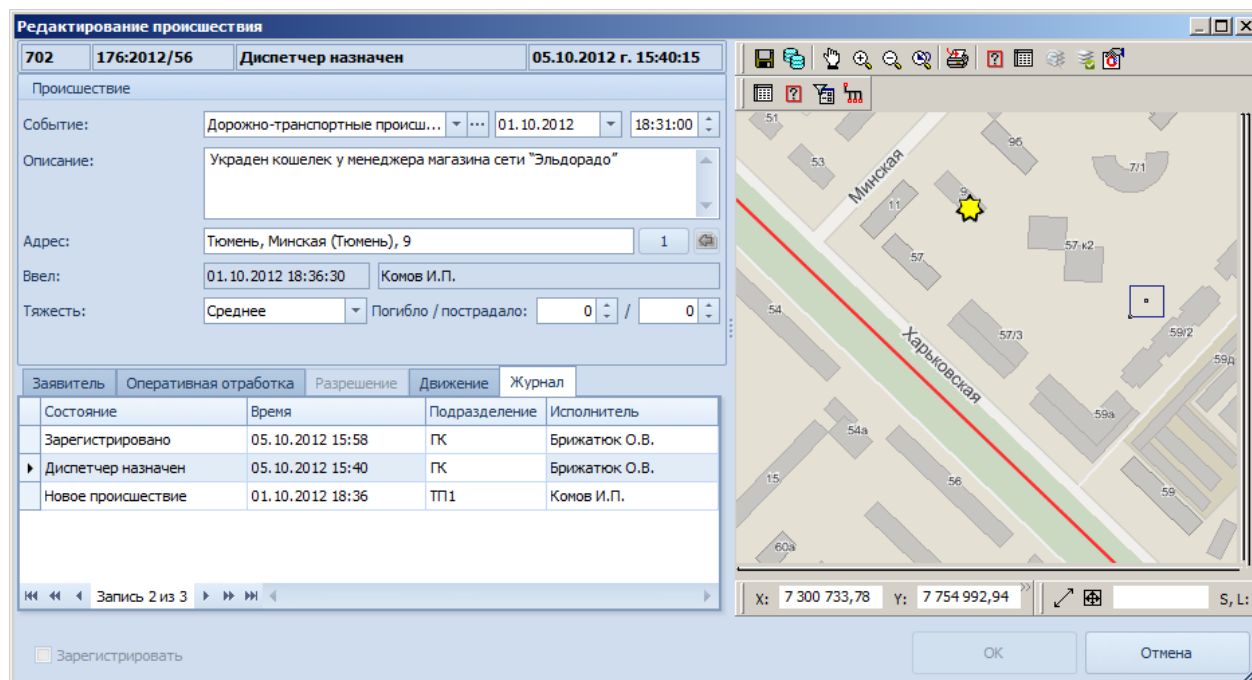 Редактирование происшествия
702 176:2012/56 Диспетчер назначен 05.10.2012 г. 15:40:15
Происшествие
Событие: Дорожно-транспортные происш... 01.10.2012 18:31:00
Описание: Украден кошелек у менеджера магазина сети "Эльдорадо"
Адрес: Тюмень, Минская (Тюмень), 9 1
Ввел: 01.10.2012 18:36:30 Комов И.П.
Тяжесть: Среднее Погибло / пострадало: 0 / 0
Заявитель Оперативная отработка Разрешение Движение Журнал
Состояние Время Подразделение Исполнитель
Зарегистрировано 05.10.2012 15:58 ГК Брижатюк О.В.
Диспетчер назначен 05.10.2012 15:40 ГК Брижатюк О.В.
Новое происшествие 01.10.2012 18:36 ТП1 Комов И.П.
Запись 2 из 3
Зарегистрировать
51
53
Минская
9б
7/1
9
11
57
57-к2
54
57/3
59/2
Харьковская
59д
59а
54а
15
56
59
60а
X: 7 300 733,78 Y: 7 754 992,94 S, L:
ОК Отмена